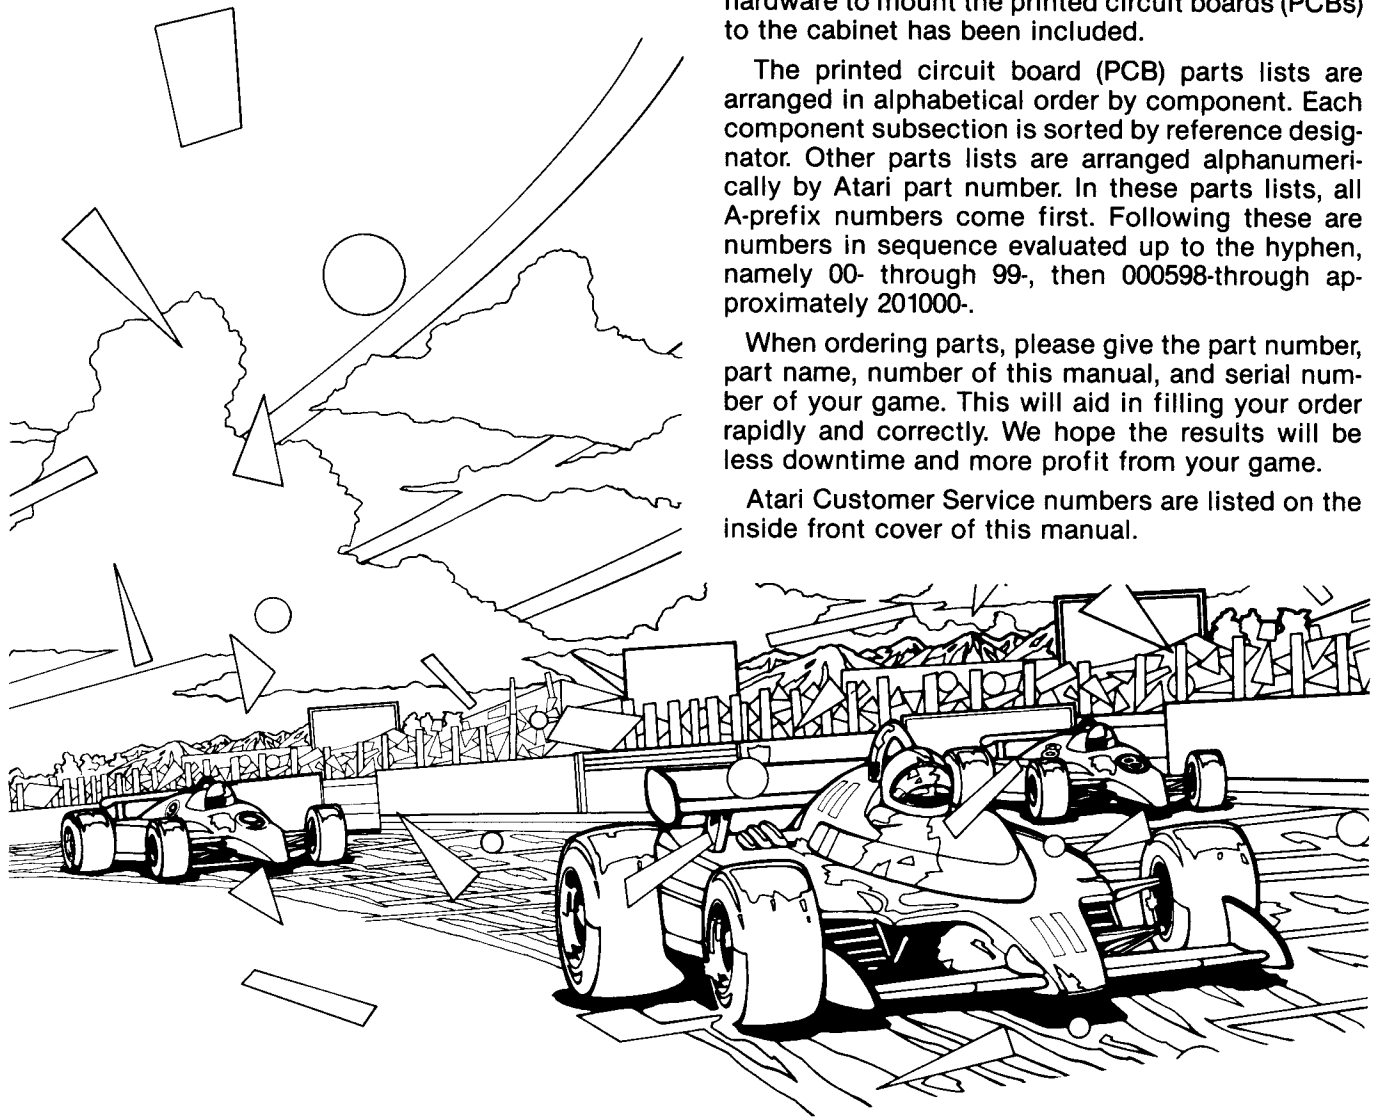 hardware to mount the printed circuit boards (PCBs)
to the cabinet has been included.
The printed circuit board (PCB) parts lists are
arranged in alphabetical order by component. Each
component subsection is sorted by reference desig-
nator. Other parts lists are arranged alphanumeri-
cally by Atari part number. In these parts lists, all
A-prefix numbers come first. Following these are
numbers in sequence evaluated up to the hyphen,
namely 00- through 99-, then 000598-through ap-
proximately 201000-.
When ordering parts, please give the part number,
part name, number of this manual, and serial num-
ber of your game. This will aid in filling your order
rapidly and correctly. We hope the results will be
less downtime and more profit from your game.
Atari Customer Service numbers are listed on the
inside front cover of this manual.